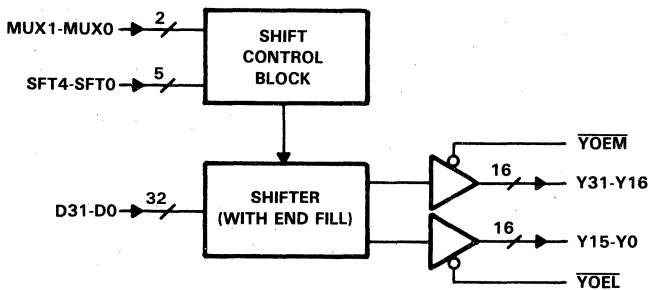 MUX1-MUX0
2
SHIFT
CONTROL
BLOCK
SFT4-SFT0
5
YOEM
16
Y31-Y16
D31-D0
32
SHIFTER
(WITH END FILL)
16
Y15-Y0
YOEL